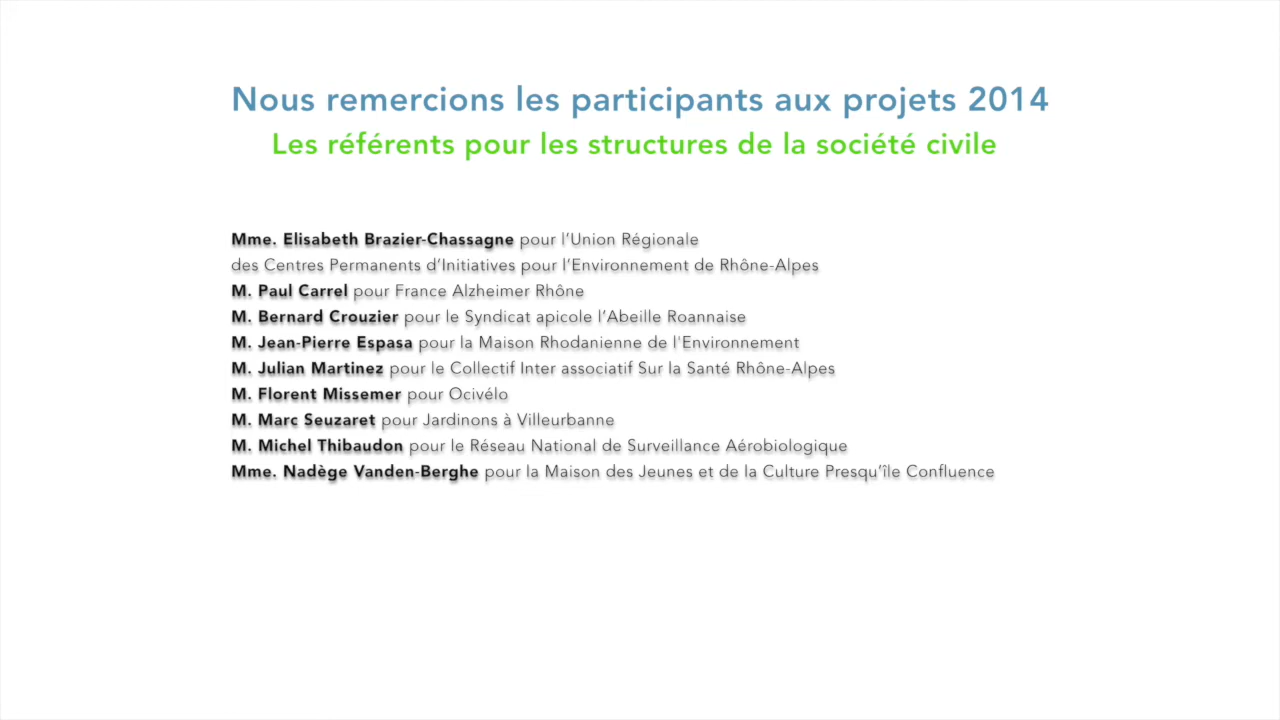 Nous remercions les participants aux projets 2014
Les référents pour les structures de la société civile
Mme. Elisabeth Brazier-Chassagne pour l’Union Régionale
des Centres Permanents d’Initiatives pour l’Environnement de Rhône-Alpes
M. Paul Carrel pour France Alzheimer Rhône
M. Bernard Crouzier pour le Syndicat apicole l’Abeille Roannaise
M. Jean-Pierre Espasa pour la Maison Rhodanienne de l'Environnement
M. Julian Martinez pour le Collectif Inter associatif Sur la Santé Rhône-Alpes
M. Florent Missemer pour Ocivélo
M. Marc Seuzaret pour Jardinons à Villeurbanne
M. Michel Thibaudon pour le Réseau National de Surveillance Aérobiologique
Mme. Nadège Vanden-Berghe pour la Maison des Jeunes et de la Culture Presqu’île Confluence